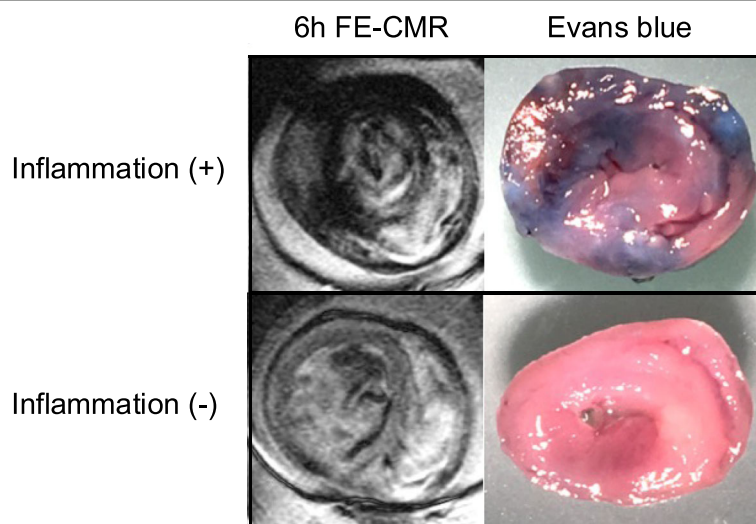 6h FE-CMR Evans blue
Inflammation (+)
Inflammation (-)